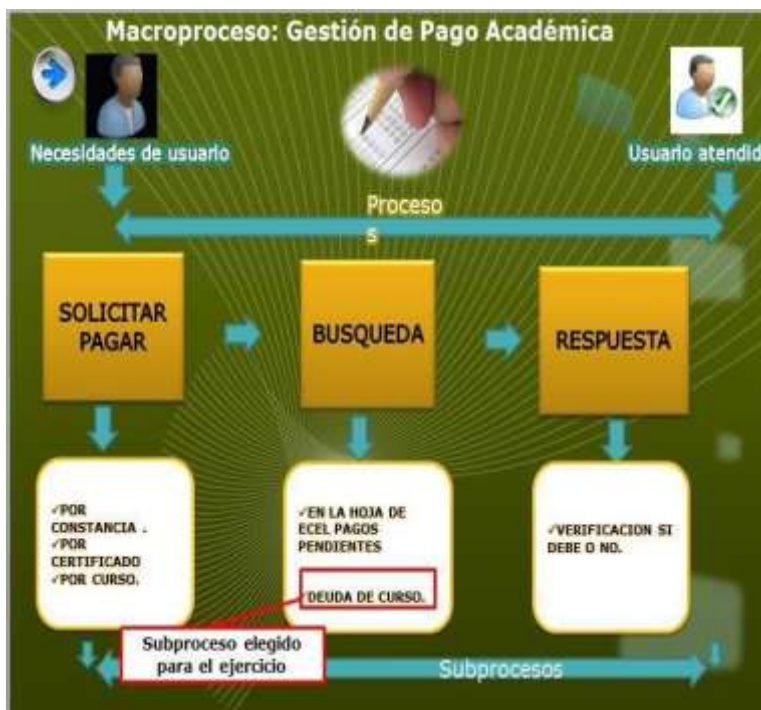 Macroproceso: Gestión de Pago Académica
Necesidades de usuario
Usuario atendid
Proceso
s
SOLICITAR
PAGAR
BUSQUEDA
RESPUESTA
✓POR
CONSTANCIA .
✓POR
CERTIFICADO
✓POR CURSO.
✓EN LA HOJA DE
ECEL PAGOS
PENDIENTES
✓DEUDA DE CURSO.
✓VERIFICACION SI
DEBE O NO.
Subproceso elegido
para el ejercicio
Subprocesos